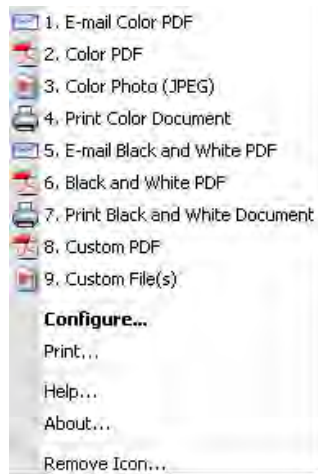 1. E-mail Color PDF
2. Color PDF
3. Color Photo (JPEG)
4. Print Color Document
5. E-mail Black and White PDF
6. Black and White PDF
7. Print Black and White Document
8. Custom PDF
9. Custom File(s)
Configure...
Print...
Help...
About...
Remove Icon...